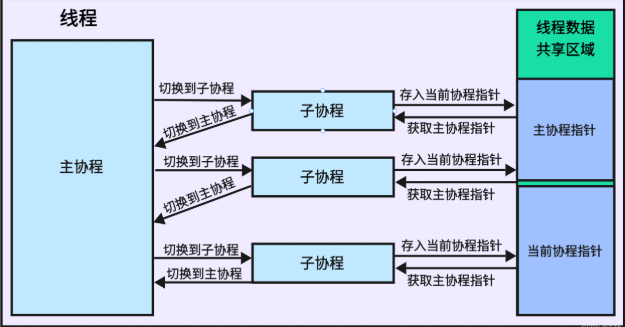 线程
线程数据
共享区域
主协程
切换到子协程
切换到主协程
子协程
存入当前协程指针
获取主协程指针
主协程指针
切换到子协程
切换到主协程
子协程
存入当前协程指针
获取主协程指针
切换到子协程
切换到主协程
子协程
存入当前协程指针
获取主协程指针
当前协程指针